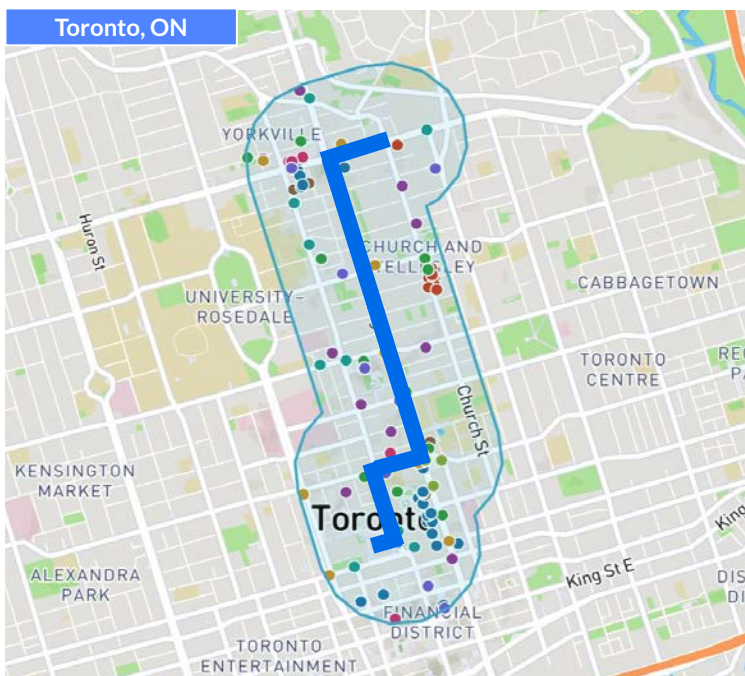 Toronto, ON
YORKVILLE
Huron St
CHURCH AND
CABBAGETOWN
UNIVERSITY-
ROSEDALE
TORONTO
CENTRE
Church St
KENSINGTON
MARKET
Toronto
King
ALEXANDRA
PARK
King St E
FINANCIAL
DISTRICT
TORONTO
ENTERTAINMENT